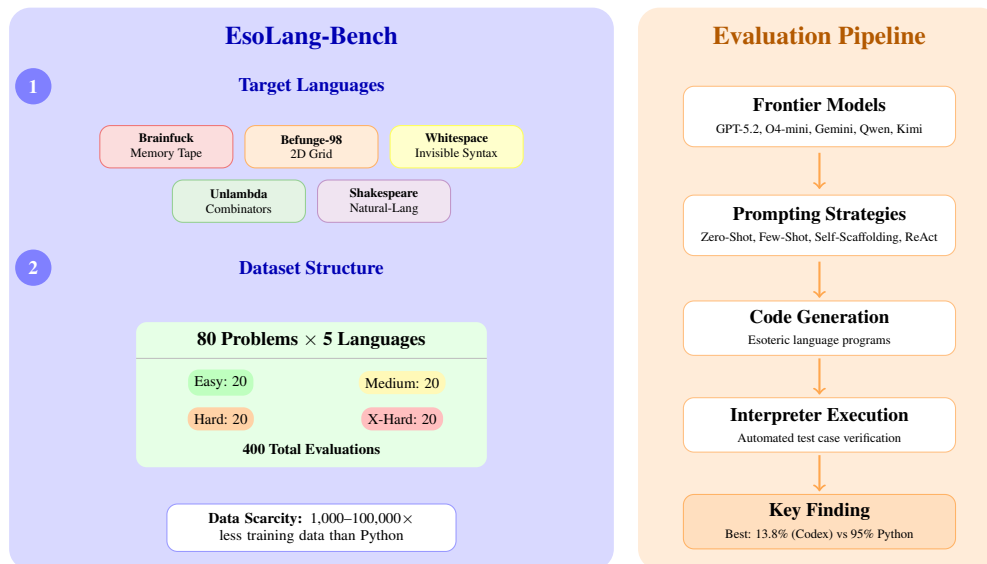 EsoLang-Bench
1
Target Languages
Brainfuck
Memory Tape
Befunge-98
2D Grid
Whitespace
Invisible Syntax
Unlambda
Combinators
Shakespeare
Natural-Lang
2
Dataset Structure
80 Problems × 5 Languages
Easy: 20
Medium: 20
Hard: 20
X-Hard: 20
400 Total Evaluations
Data Scarcity: 1,000–100,000×
less training data than Python
Evaluation Pipeline
Frontier Models
GPT-5.2, O4-mini, Gemini, Qwen, Kimi
Prompting Strategies
Zero-Shot, Few-Shot, Self-Scaffolding, ReAct
Code Generation
Esoteric language programs
Interpreter Execution
Automated test case verification
Key Finding
Best: 13.8% (Codex) vs 95% Python